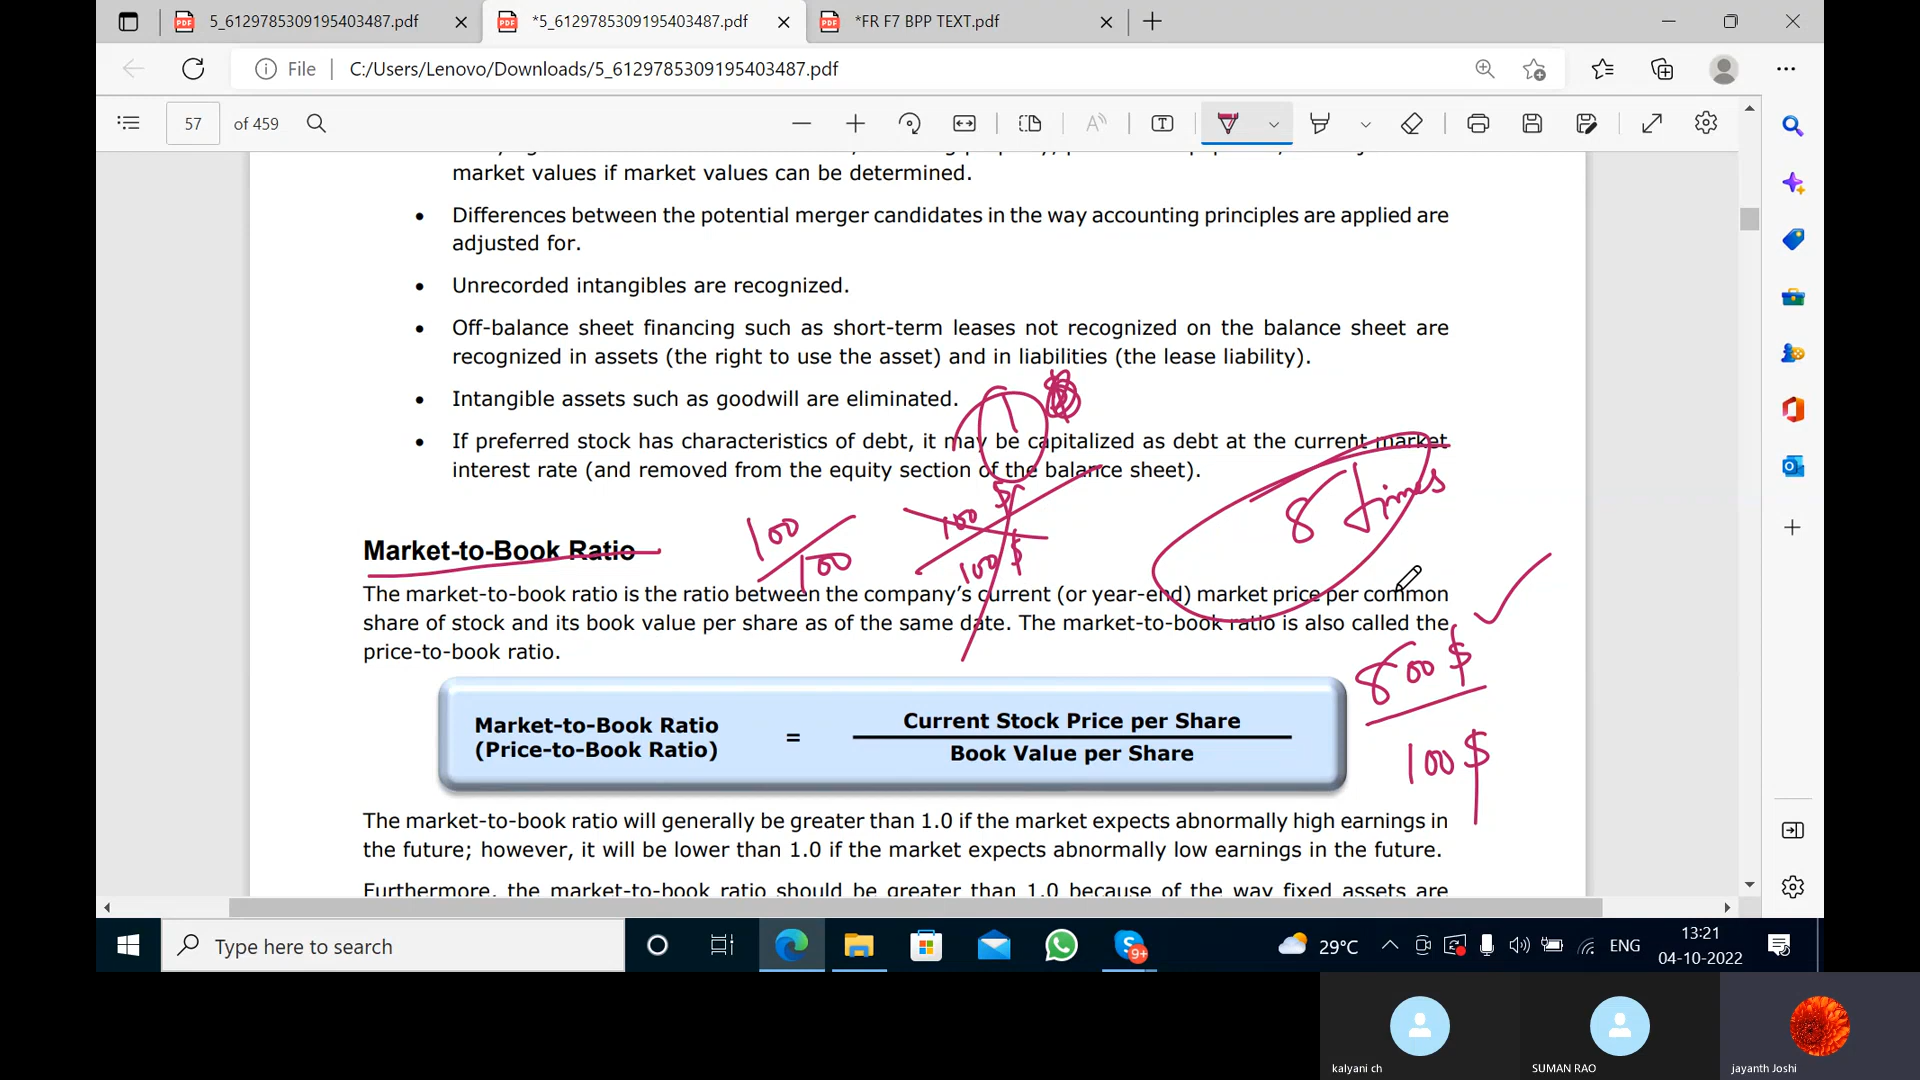 5_6129785309195403487.pdf
*5_6129785309195403487.pdf
*FR F7 BPP TEXT.pdf
File
C:/Users/Lenovo/Downloads/5_6129785309195403487.pdf
57 of 459
market values if market values can be determined.
• Differences between the potential merger candidates in the way accounting principles are applied are
adjusted for.
• Unrecorded intangibles are recognized.
• Off-balance sheet financing such as short-term leases not recognized on the balance sheet are
recognized in assets (the right to use the asset) and in liabilities (the lease liability).
• Intangible assets such as goodwill are eliminated.
• If preferred stock has characteristics of debt, it may be capitalized as debt at the current market
interest rate (and removed from the equity section of the balance sheet).
8 times
100
100
100 $
100 $
Market-to-Book Ratio
The market-to-book ratio is the ratio between the company's current (or year-end) market price per common
share of stock and its book value per share as of the same date. The market-to-book ratio is also called the
price-to-book ratio.
800 $
100 $
Market-to-Book Ratio
(Price-to-Book Ratio)
=
Current Stock Price per Share
Book Value per Share
The market-to-book ratio will generally be greater than 1.0 if the market expects abnormally high earnings in
the future; however, it will be lower than 1.0 if the market expects abnormally low earnings in the future.
Furthermore, the market-to-book ratio should be greater than 1.0 because of the way fixed assets are
Type here to search
9+
29°C
ENG
13:21
04-10-2022
kalyani ch
SUMAN RAO
jayanth Joshi